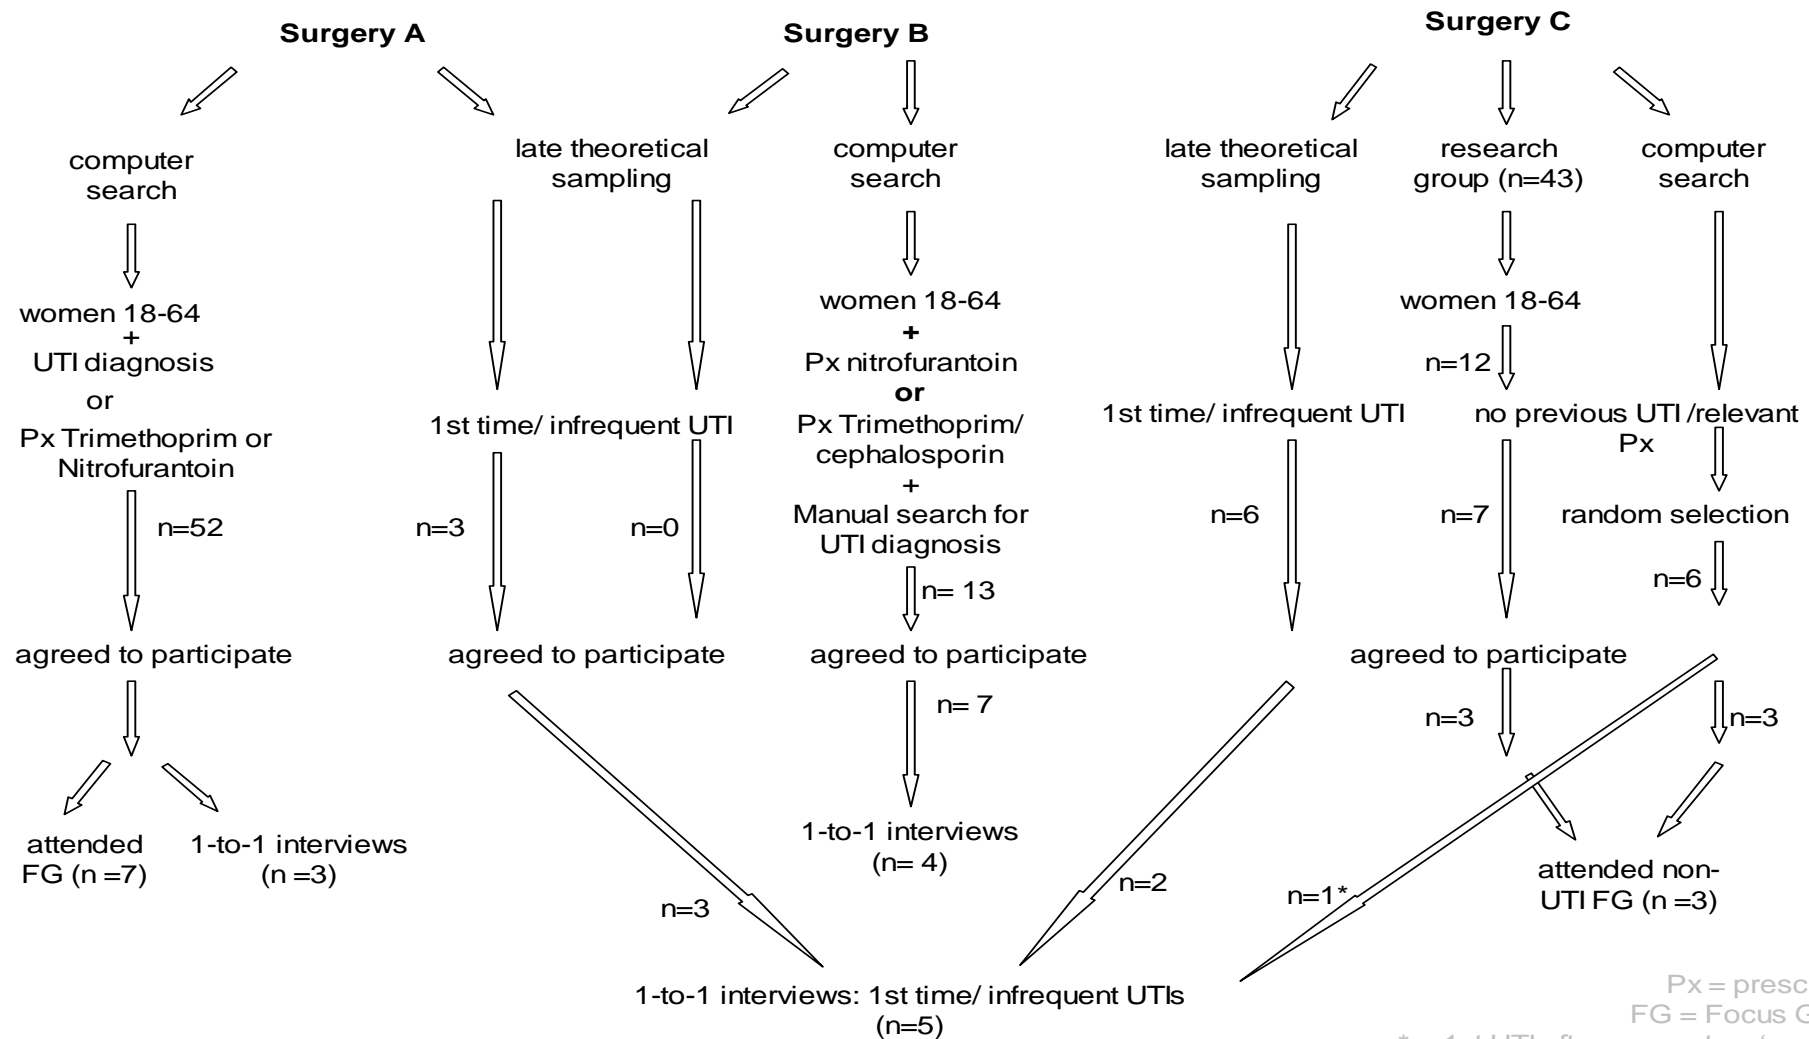 Surgery A
Surgery B
Surgery C
computer
search
late theoretical
sampling
computer
search
late theoretical
sampling
research
group (n=43)
computer
search
women 18-64
+
UTI diagnosis
or
Px Trimethoprim or
Nitrofurantoin
women 18-64
+
Px nitrofurantoin
or
Px Trimethoprim/
cephalosporin
+
Manual search for
UTI diagnosis
women 18-64
n=12
1st time/ infrequent UTI
1st time/ infrequent UTI
no previous UTI /relevant
Px
random selection
n=52
n=3
n=0
n= 13
n=6
n=7
n=6
agreed to participate
agreed to participate
agreed to participate
agreed to participate
n= 7
n=3
n=3
attended
FG (n =7)
1-to-1 interviews
(n =3)
1-to-1 interviews
(n= 4)
attended non-
UTI FG (n =3)
n=3
n=2
n=1*
1-to-1 interviews: 1st time/ infrequent UTIs
(n=5)
Px = presc
FG = Focus G